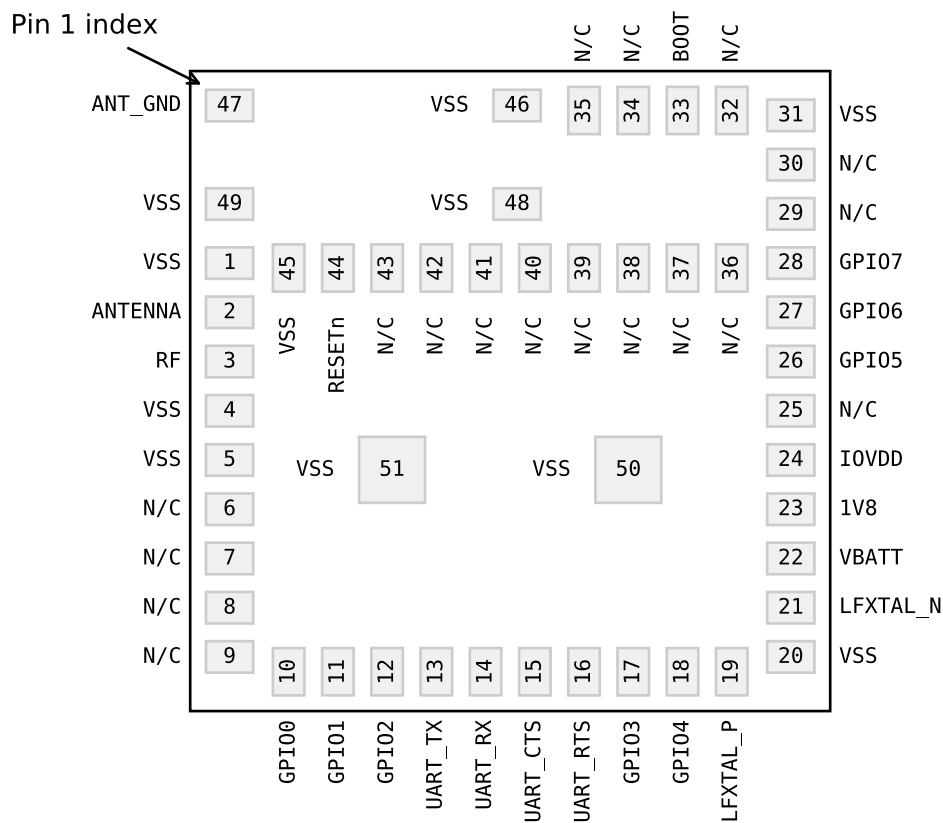 Pin 1 index
N/C N/C BOOT N/C
ANT_GND 47 VSS 46 35 34 33 32 31 VSS
30 N/C
VSS 49 VSS 48 29 N/C
VSS 1 45 44 43 42 41 40 39 38 37 36 28 GPIO7
ANTENNA 2 27 GPIO6
VSS RESETn N/C N/C N/C N/C N/C N/C N/C N/C
RF 3 26 GPIO5
VSS 4 25 N/C
VSS 5 VSS 51 VSS 50 24 IOVDD
N/C 6 23 1V8
N/C 7 22 VBATT
N/C 8 21 LFXTAL_N
N/C 9 10 11 12 13 14 15 16 17 18 19 20 VSS
GPIO0 GPIO1 GPIO2 UART_TX UART_RX UART_CTS UART_RTS GPIO3 GPIO4 LFXTAL_P